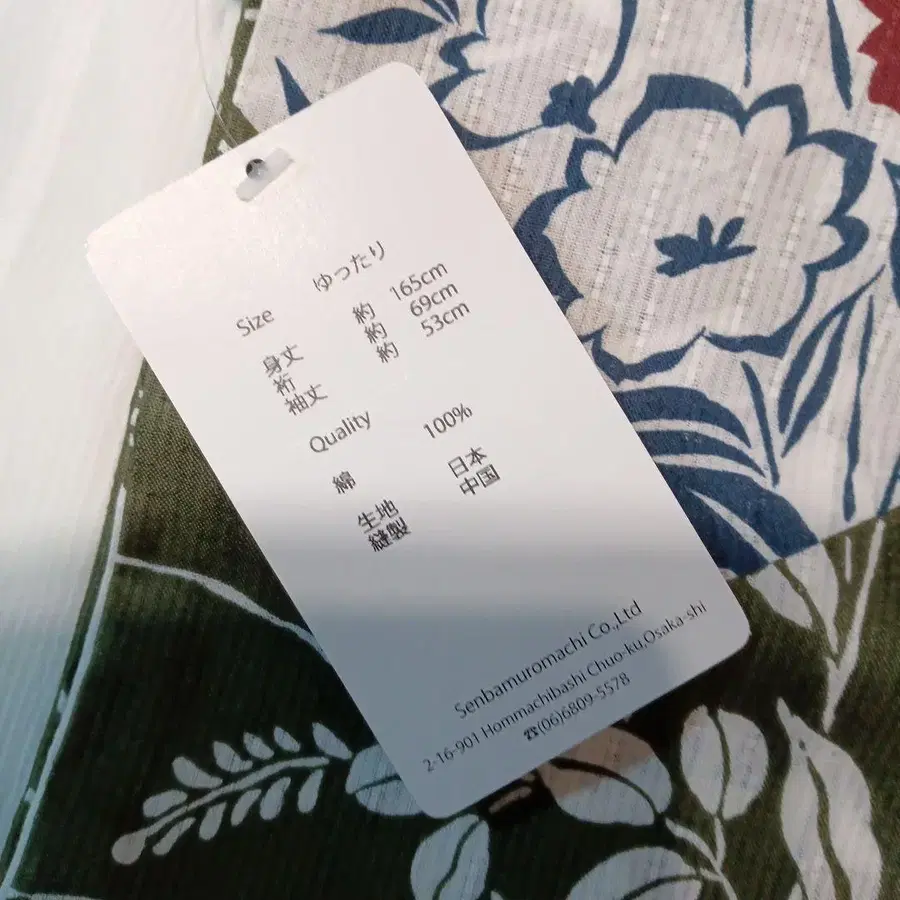 Size ゆったり
身丈 約 165cm
裄 約 69cm
袖丈 約 53cm
Quality
綿 100%
生地 日本
縫製 中国
Senbamuromachi Co.,Ltd
2-16-901 Hommachibashi Chuo-ku,Osaka-shi
☎(06)6809-5578